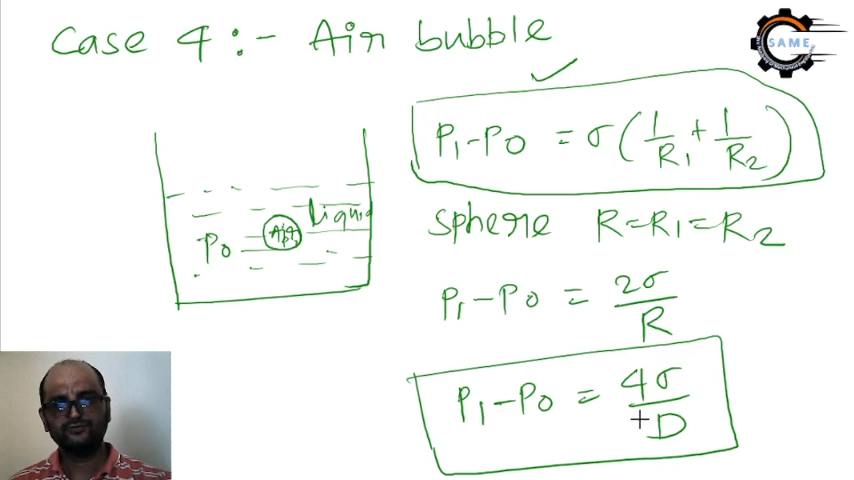 Case 4 :- Air bubble
SAME
P₁-P₀ = σ(1/R₁ + 1/R₂)
Liquid
P₀ Air
sphere R=R₁=R₂
P₁-P₀ = 2σ/R
P₁-P₀ = 4σ/D